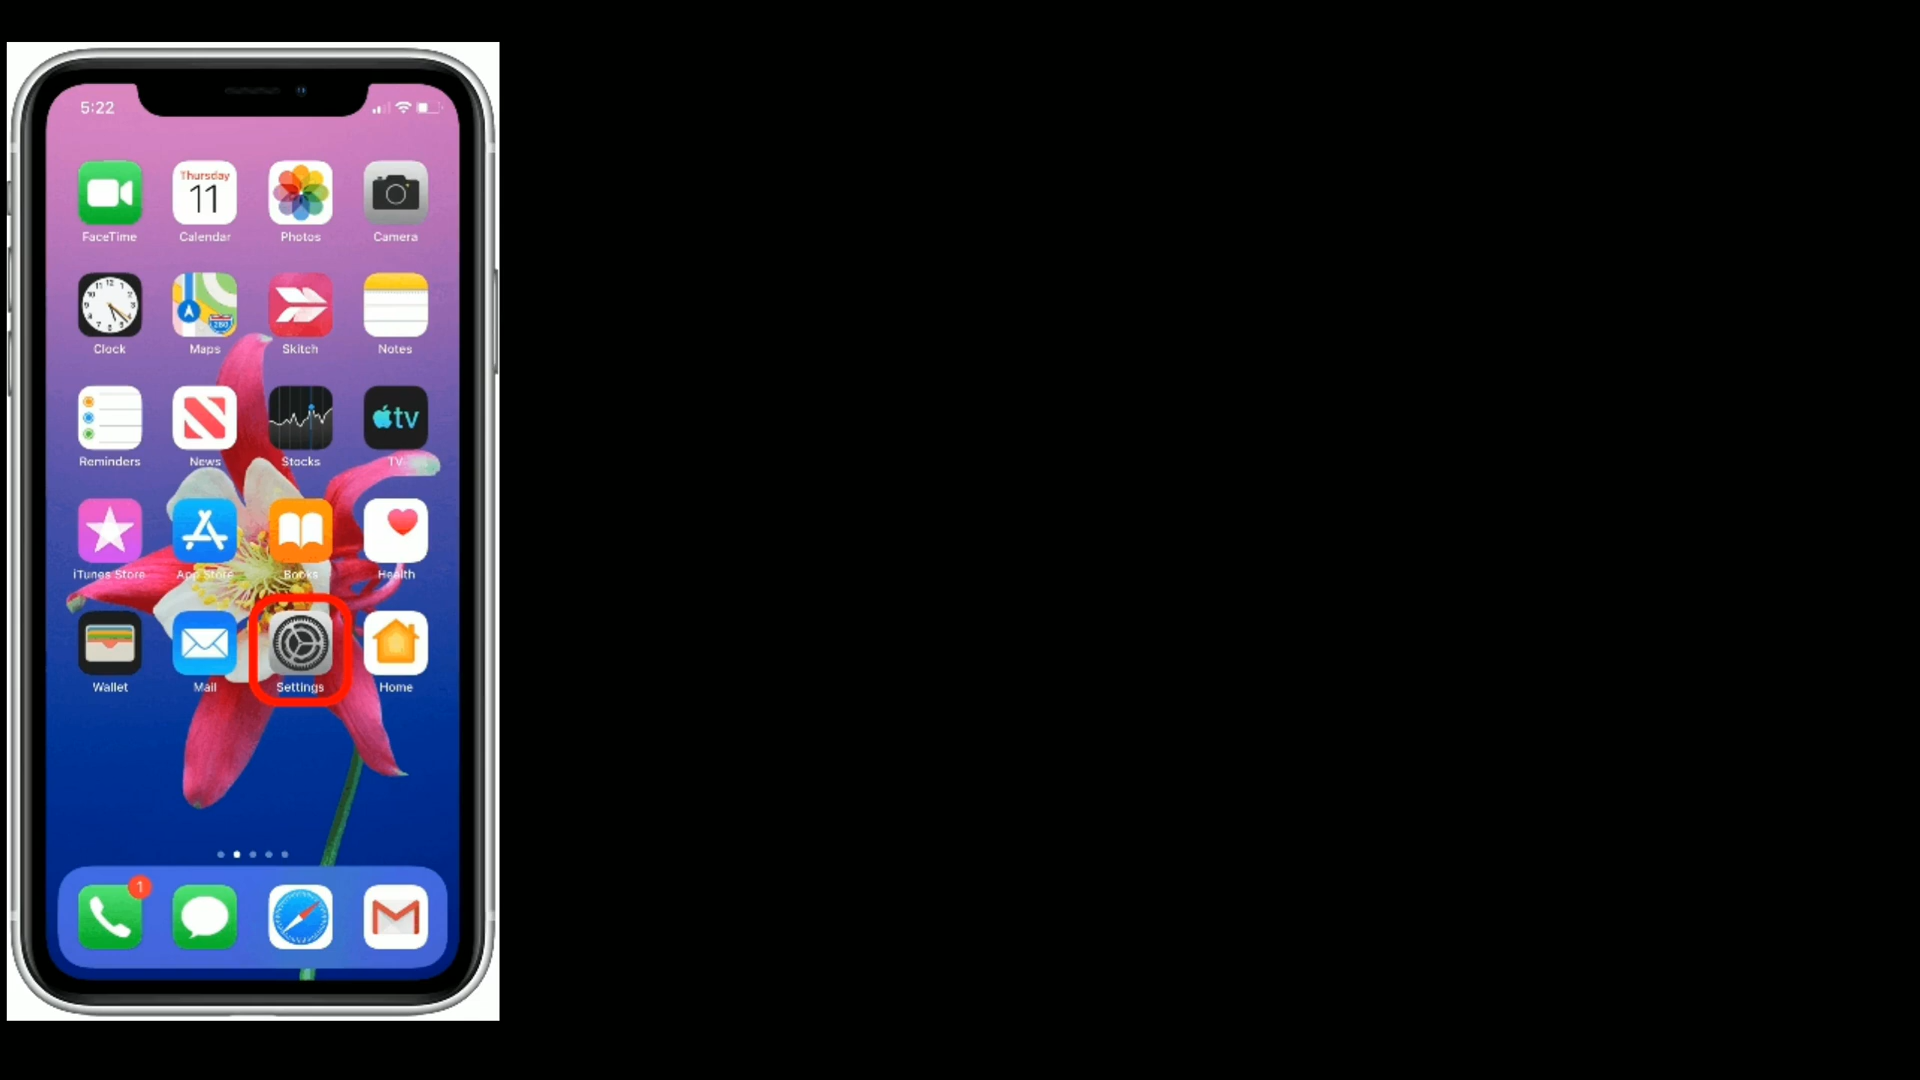 5:22
Thursday
11
FaceTime Calendar Photos Camera
280
Clock Maps Skitch Notes
tv
Reminders News Stocks TV
iTunes Store App Store Books Health
Wallet Mail Settings Home
1